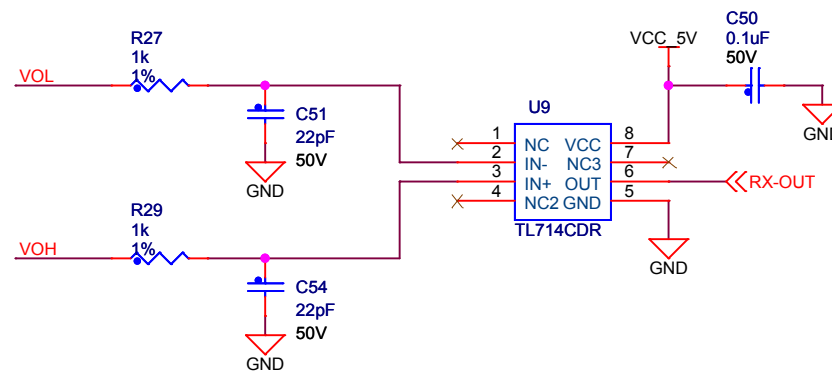 R27
1k
1%
VOL
C51
22pF
50V
GND
R29
1k
1%
VOH
C54
22pF
50V
GND
VCC_5V
C50
0.1uF
50V
GND
U9
1 NC VCC 8
2 IN- NC3 7
3 IN+ OUT 6
4 NC2 GND 5
TL714CDR
RX-OUT
GND